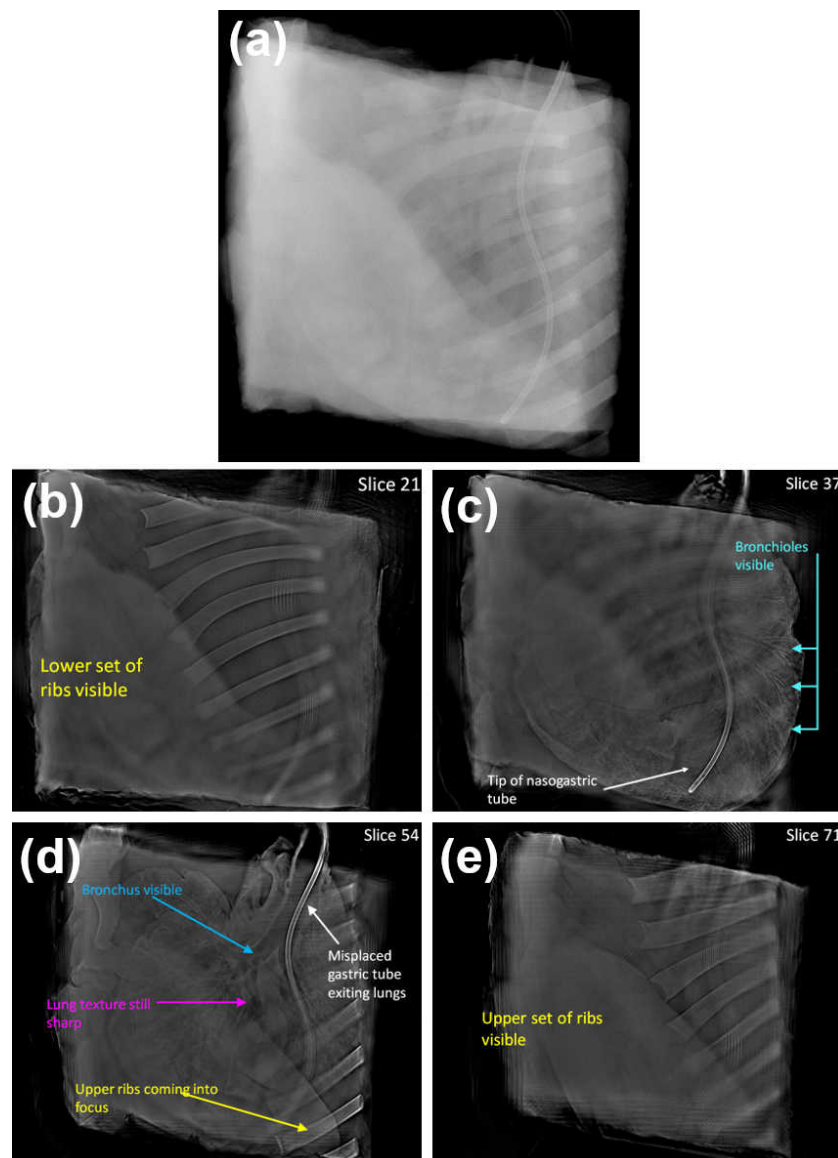 (a)
(b)
Slice 21
Lower set of
ribs visible
(c)
Slice 37
Bronchioles
visible
Tip of nasogastric
tube
(d)
Slice 54
Bronchus visible
Misplaced
gastric tube
exiting lungs
Lung texture still
sharp
Upper ribs coming into
focus
(e)
Slice 71
Upper set of ribs
visible